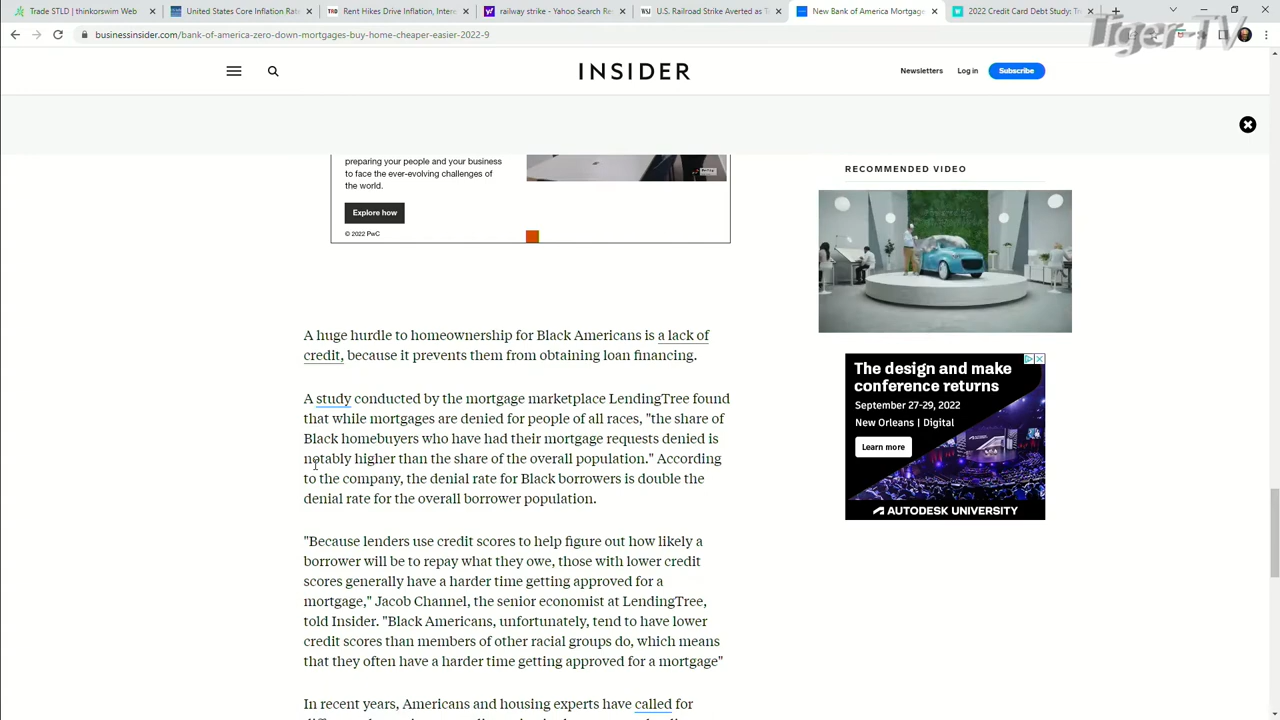 Trade STLD | thinkorswim Web
United States Core Inflation Rat
Rent Hikes Drive Inflation, Intere
railway strike - Yahoo Search Re
U.S. Railroad Strike Averted as T
New Bank of America Mortgage
2022 Credit Card Debt Study: Tr
businessinsider.com/bank-of-america-zero-down-mortgages-buy-home-cheaper-easier-2022-9
Tiger-TV
INSIDER
Newsletters
Log in
Subscribe
preparing your people and your business
to face the ever-evolving challenges of
the world.
Explore how
© 2022 PwC
RECOMMENDED VIDEO
A huge hurdle to homeownership for Black Americans is a lack of
credit, because it prevents them from obtaining loan financing.
A study conducted by the mortgage marketplace LendingTree found
that while mortgages are denied for people of all races, "the share of
Black homebuyers who have had their mortgage requests denied is
notably higher than the share of the overall population." According
to the company, the denial rate for Black borrowers is double the
denial rate for the overall borrower population.
"Because lenders use credit scores to help figure out how likely a
borrower will be to repay what they owe, those with lower credit
scores generally have a harder time getting approved for a
mortgage," Jacob Channel, the senior economist at LendingTree,
told Insider. "Black Americans, unfortunately, tend to have lower
credit scores than members of other racial groups do, which means
that they often have a harder time getting approved for a mortgage"
In recent years, Americans and housing experts have called for
The design and make
conference returns
September 27-29, 2022
New Orleans | Digital
Learn more
AUTODESK UNIVERSITY